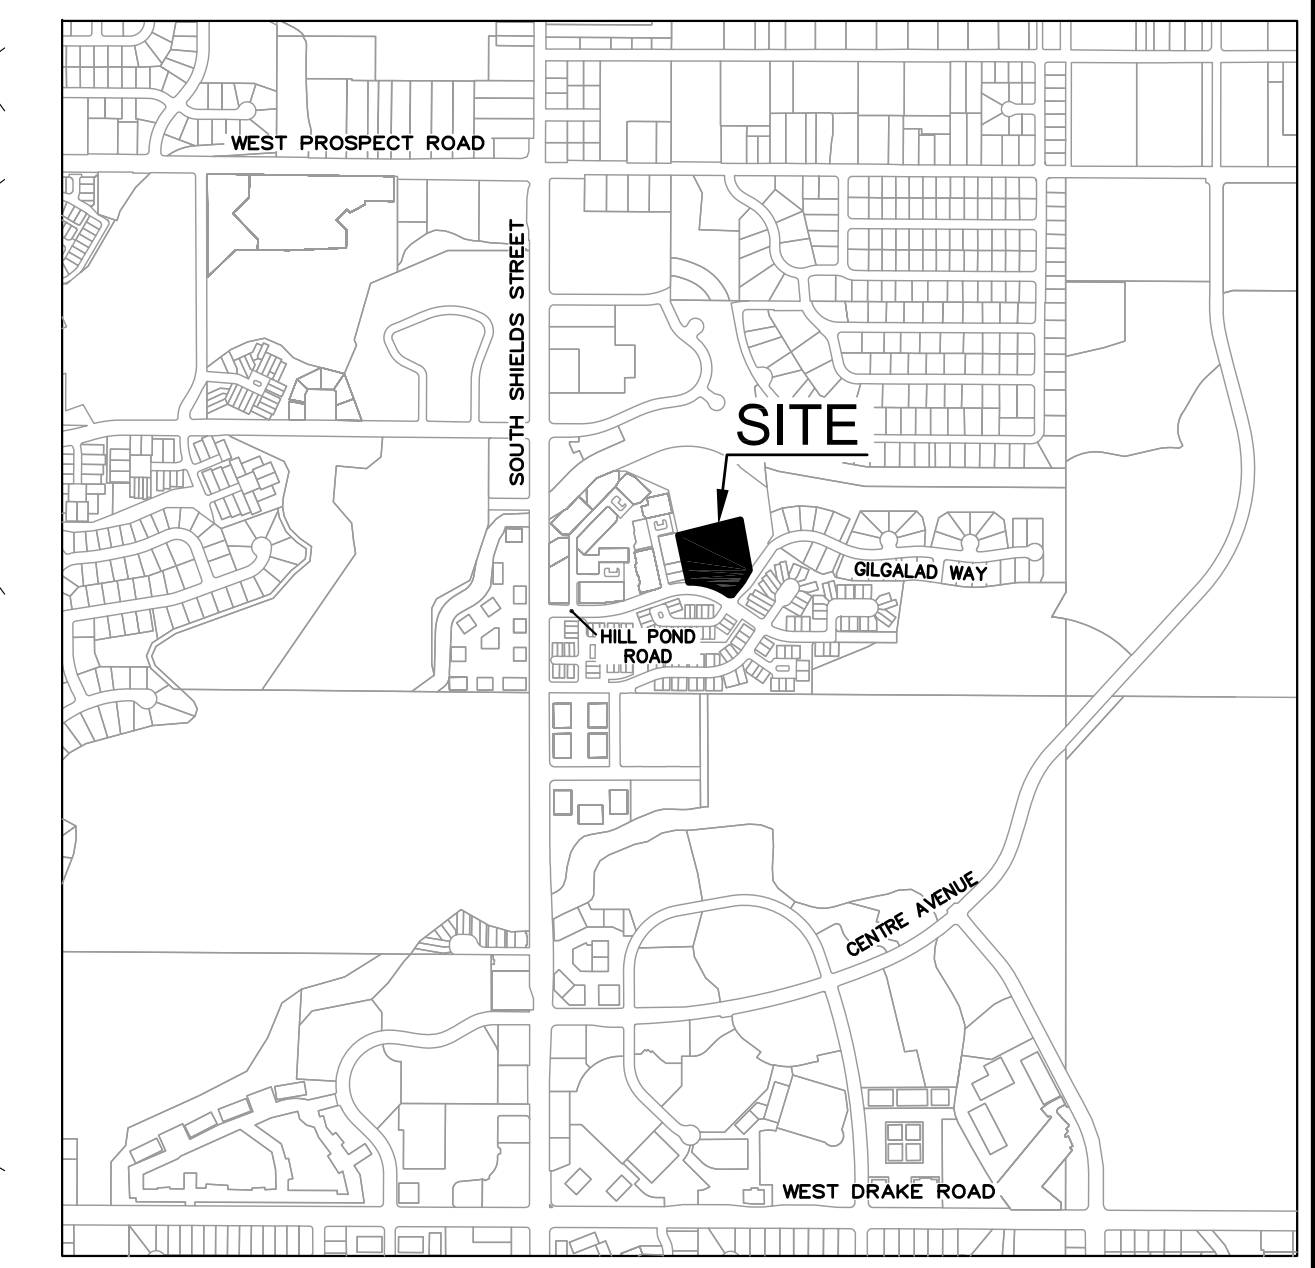 WEST PROSPECT ROAD
SOUTH SHIELDS STREET
SITE
GILGALAD WAY
HILL POND
ROAD
CENTRE AVENUE
WEST DRAKE ROAD